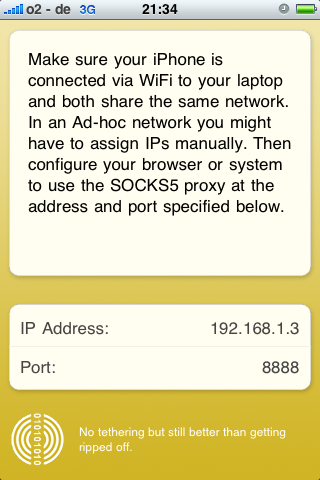 o2 - de 3G 21:34
Make sure your iPhone is
connected via WiFi to your laptop
and both share the same network.
In an Ad-hoc network you might
have to assign IPs manually. Then
configure your browser or system
to use the SOCKS5 proxy at the
address and port specified below.
IP Address: 192.168.1.3
Port: 8888
No tethering but still better than getting
ripped off.